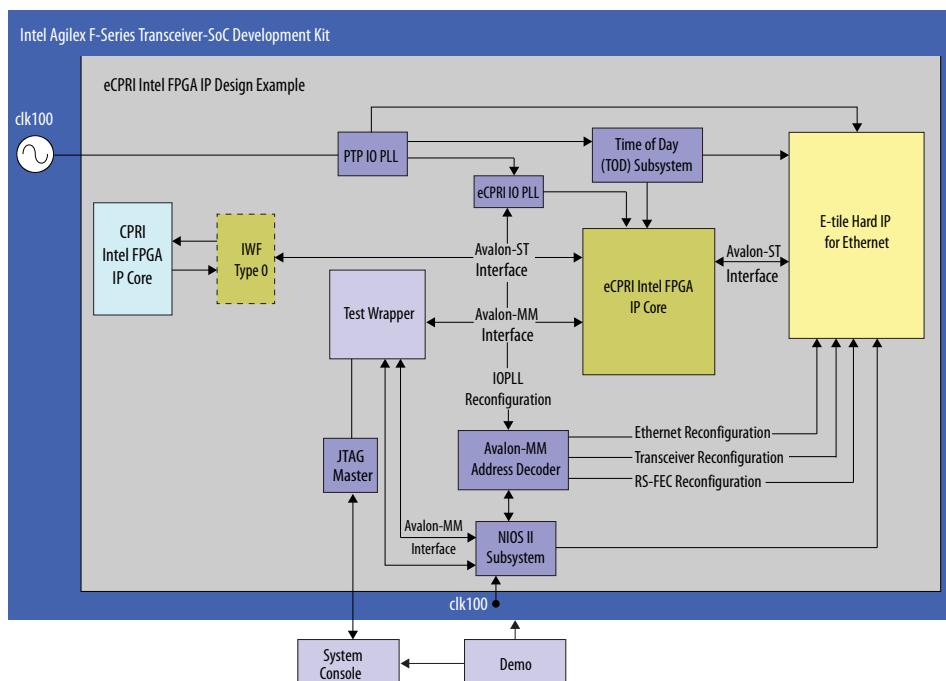 Intel Agilex F-Series Transceiver-SoC Development Kit
eCPRI Intel FPGA IP Design Example
clk100
PTP IO PLL
Time of Day
(TOD) Subsystem
eCPRI IO PLL
E-tile Hard IP
for Ethernet
CPRI
Intel FPGA
IP Core
IWF
Type 0
Avalon-ST
Interface
eCPRI Intel FPGA
IP Core
Avalon-ST
Interface
Test Wrapper
Avalon-MM
Interface
IOPLL
Reconfiguration
JTAG
Master
Avalon-MM
Address Decoder
Ethernet Reconfiguration
Transceiver Reconfiguration
RS-FEC Reconfiguration
Avalon-MM
Interface
NIOS II
Subsystem
clk100
System
Console
Demo